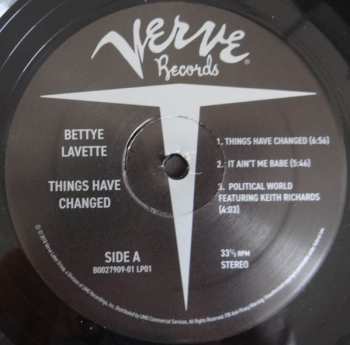 Verve
Records
BETTYE
LAVETTE
THINGS HAVE
CHANGED
1. THINGS HAVE CHANGED (6:56)
2. IT AIN'T ME BABE (5:46)
3. POLITICAL WORLD
FEATURING KEITH RICHARDS
(4:03)
SIDE A
B0027909-01 LP01
33⅓ RPM
STEREO